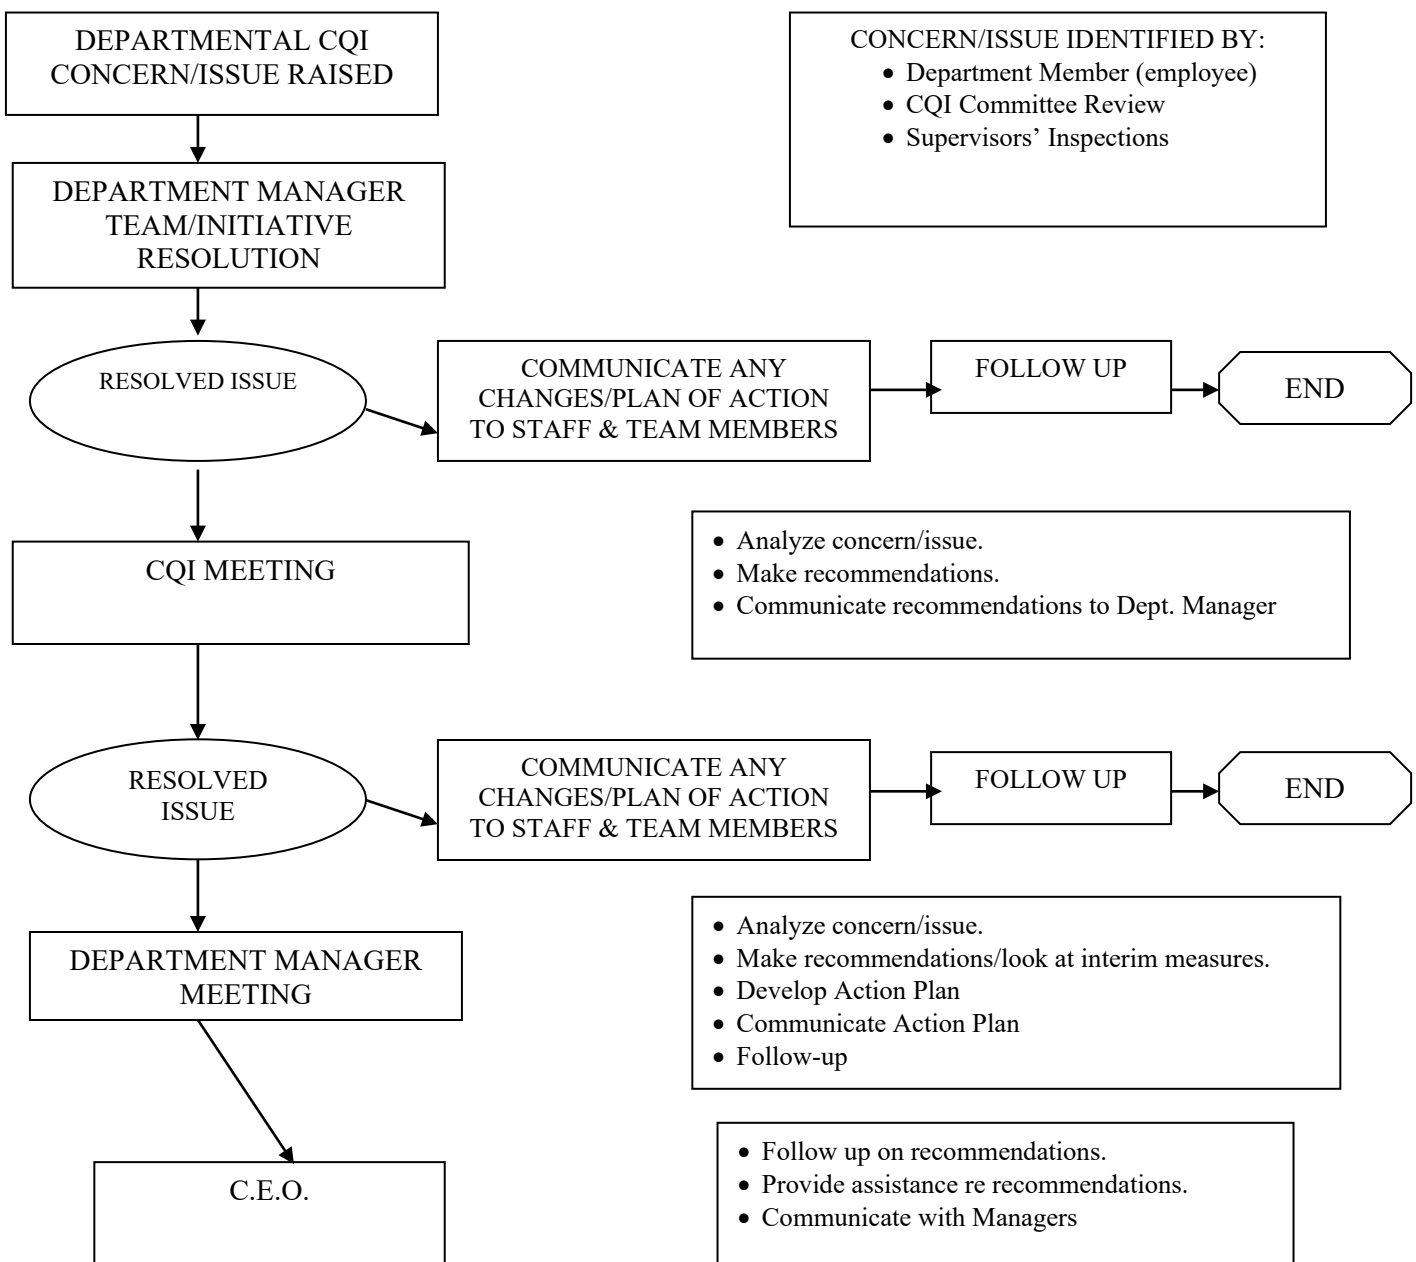 DEPARTMENTAL CQI
CONCERN/ISSUE RAISED
CONCERN/ISSUE IDENTIFIED BY:
• Department Member (employee)
• CQI Committee Review
• Supervisors’ Inspections
DEPARTMENT MANAGER
TEAM/INITIATIVE
RESOLUTION
RESOLVED ISSUE
COMMUNICATE ANY
CHANGES/PLAN OF ACTION
TO STAFF & TEAM MEMBERS
FOLLOW UP
END
CQI MEETING
• Analyze concern/issue.
• Make recommendations.
• Communicate recommendations to Dept. Manager
RESOLVED
ISSUE
COMMUNICATE ANY
CHANGES/PLAN OF ACTION
TO STAFF & TEAM MEMBERS
FOLLOW UP
END
DEPARTMENT MANAGER
MEETING
• Analyze concern/issue.
• Make recommendations/look at interim measures.
• Develop Action Plan
• Communicate Action Plan
• Follow-up
C.E.O.
• Follow up on recommendations.
• Provide assistance re recommendations.
• Communicate with Managers